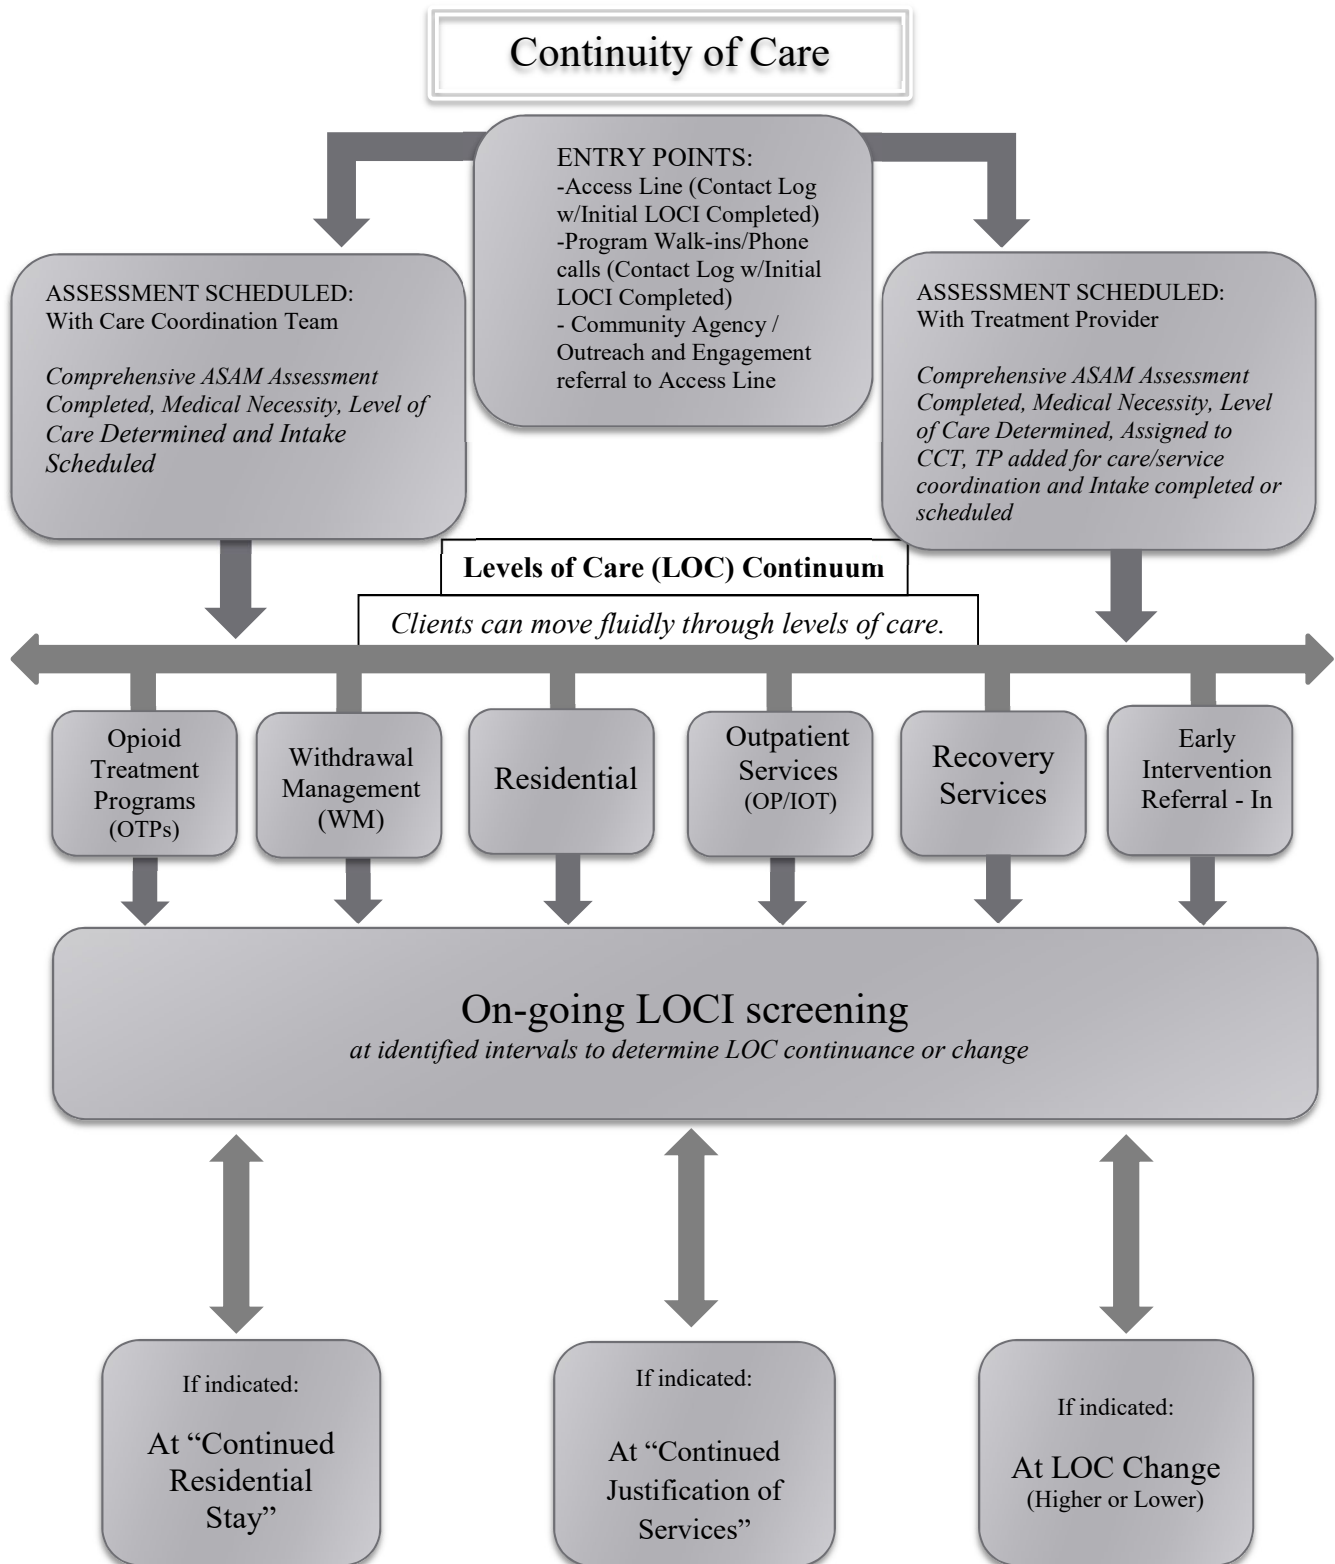 Continuity of Care
ENTRY POINTS:
-Access Line (Contact Log
w/Initial LOCI Completed)
-Program Walk-ins/Phone
calls (Contact Log w/Initial
LOCI Completed)
- Community Agency /
Outreach and Engagement
referral to Access Line
ASSESSMENT SCHEDULED:
With Care Coordination Team
Comprehensive ASAM Assessment
Completed, Medical Necessity, Level of
Care Determined and Intake
Scheduled
ASSESSMENT SCHEDULED:
With Treatment Provider
Comprehensive ASAM Assessment
Completed, Medical Necessity, Level
of Care Determined, Assigned to
CCT, TP added for care/service
coordination and Intake completed or
scheduled
Levels of Care (LOC) Continuum
Clients can move fluidly through levels of care.
Opioid
Treatment
Programs
(OTPs)
Withdrawal
Management
(WM)
Residential
Outpatient
Services
(OP/IOT)
Recovery
Services
Early
Intervention
Referral - In
On-going LOCI screening
at identified intervals to determine LOC continuance or change
If indicated:
At “Continued
Residential
Stay”
If indicated:
At “Continued
Justification of
Services”
If indicated:
At LOC Change
(Higher or Lower)